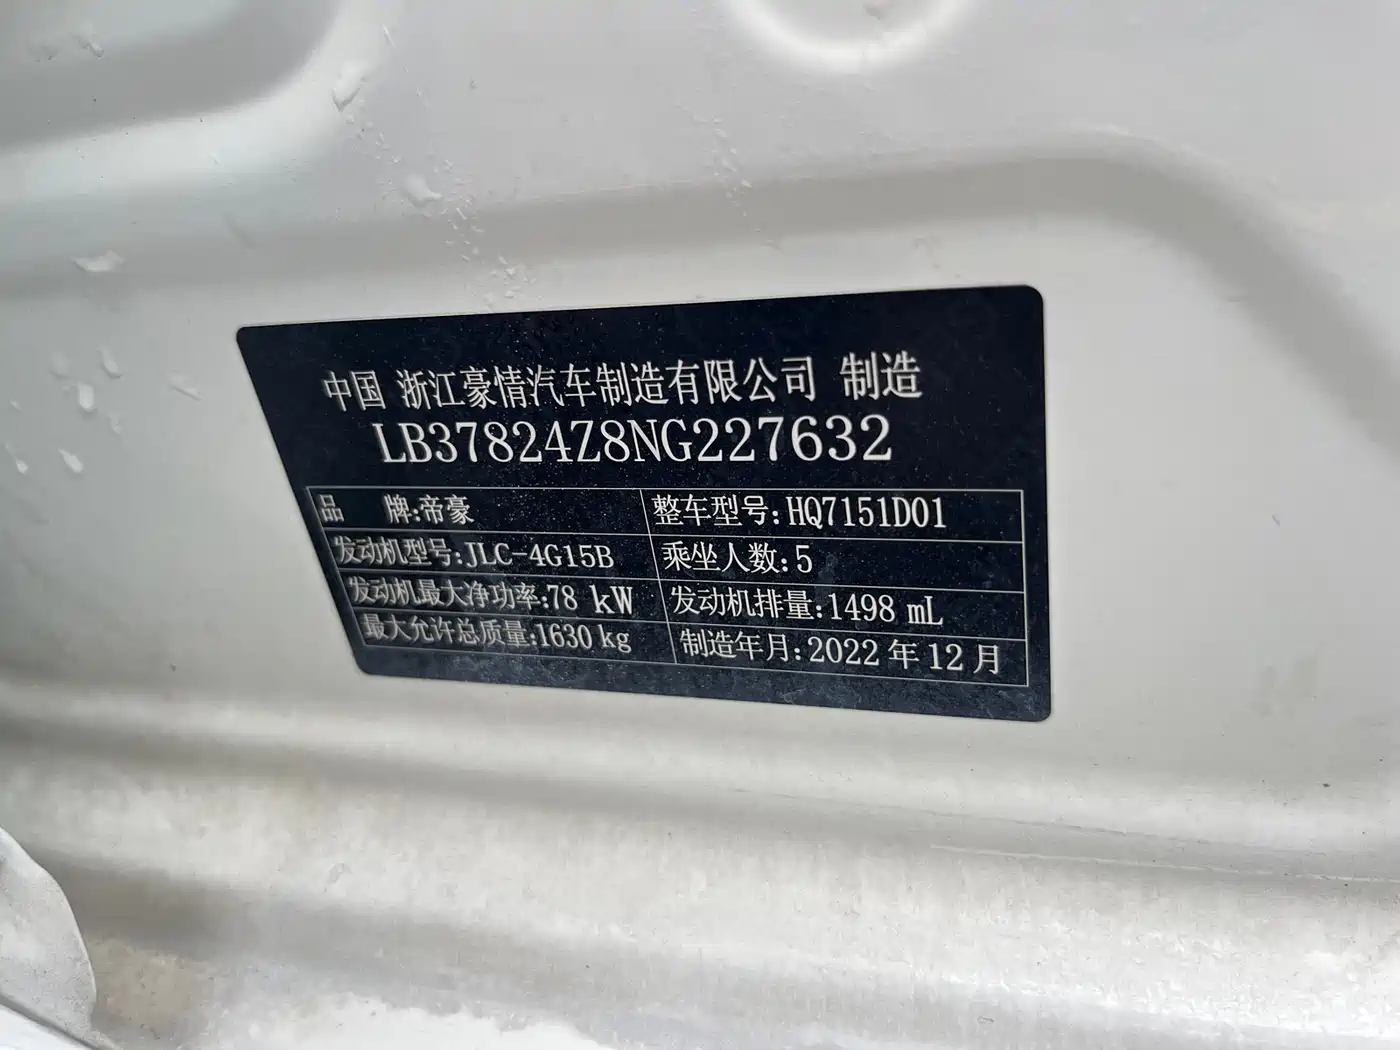 中国 浙江豪情汽车制造有限公司 制造
LB37824Z8NG227632
品 牌:帝豪 整车型号:HQ7151D01
发动机型号:JLC-4G15B 乘坐人数:5
发动机最大净功率:78 kW 发动机排量:1498 mL
最大允许总质量:1630 kg 制造年月:2022 年 12 月